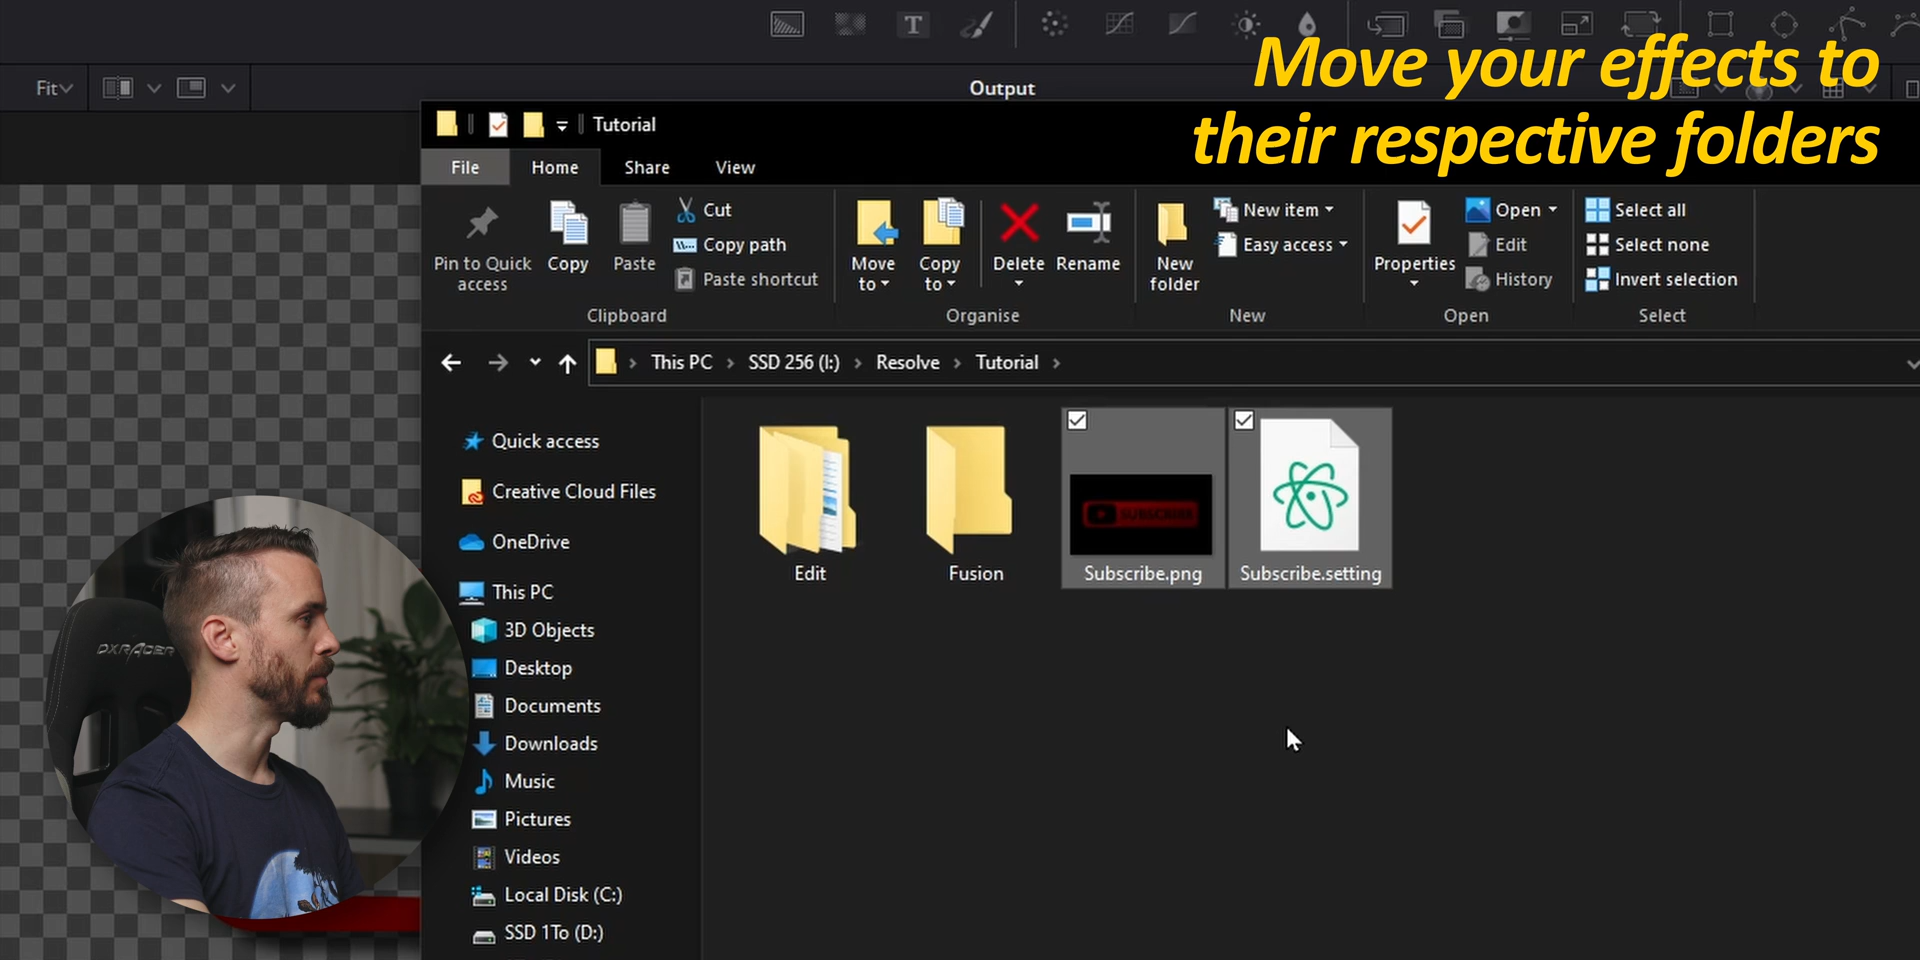 Move your effects to
their respective folders
Fit
Output
Tutorial
File Home Share View
Pin to Quick access
Copy
Paste
Cut
Copy path
Paste shortcut
Clipboard
Move to
Copy to
Delete
Rename
Organise
New folder
New item
Easy access
New
Properties
Open
Edit
History
Open
Select all
Select none
Invert selection
Select
This PC > SSD 256 (I:) > Resolve > Tutorial >
Quick access
Creative Cloud Files
OneDrive
This PC
3D Objects
Desktop
Documents
Downloads
Music
Pictures
Videos
Local Disk (C:)
SSD 1To (D:)
Edit
Fusion
SUBSCRIBE
Subscribe.png
Subscribe.setting
DXRACER